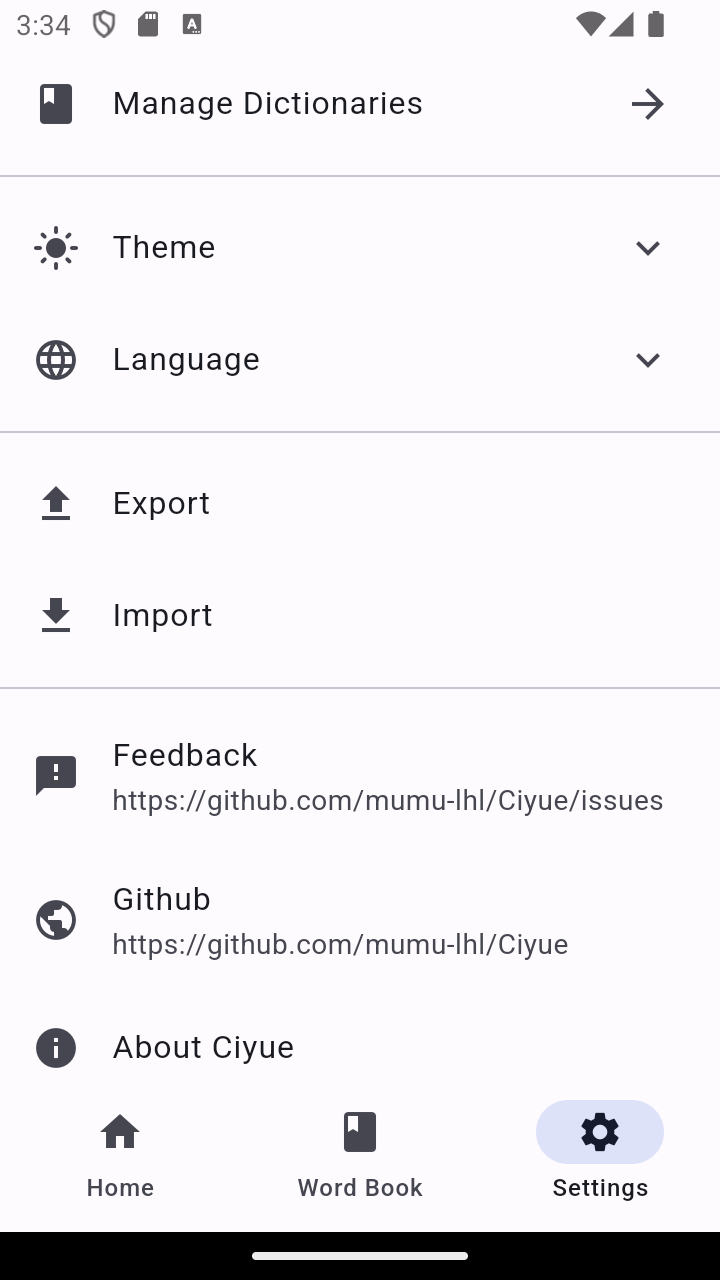 3:34
Manage Dictionaries
Theme
Language
Export
Import
Feedback
https://github.com/mumu-lhl/Ciyue/issues
Github
https://github.com/mumu-lhl/Ciyue
About Ciyue
Home
Word Book
Settings